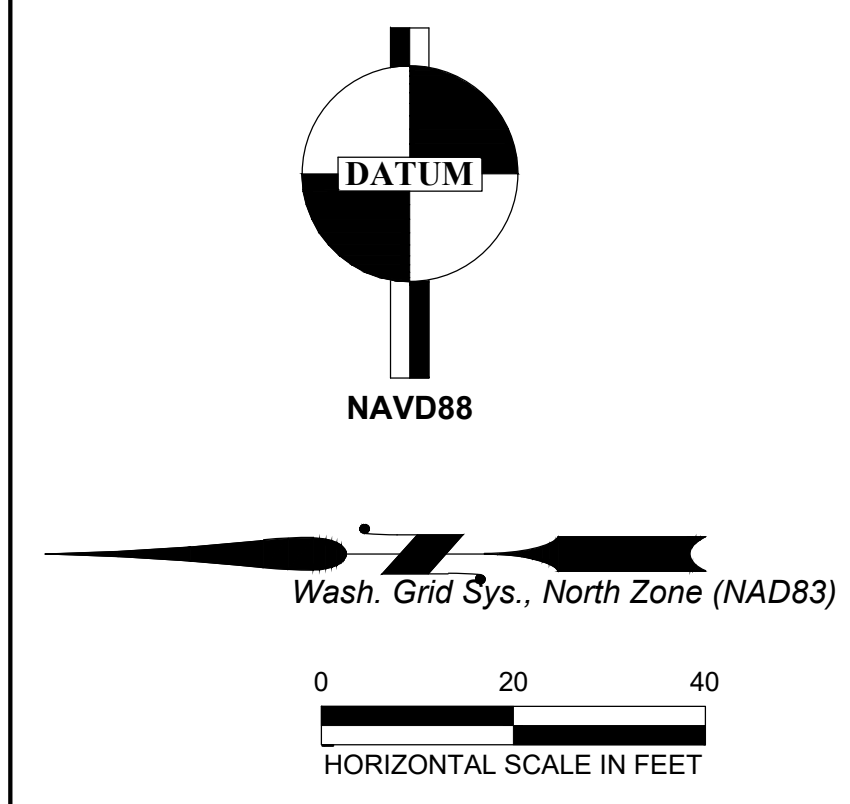 DATUM
NAVD88
N
Wash. Grid Sys., North Zone (NAD83)
0 20 40
HORIZONTAL SCALE IN FEET